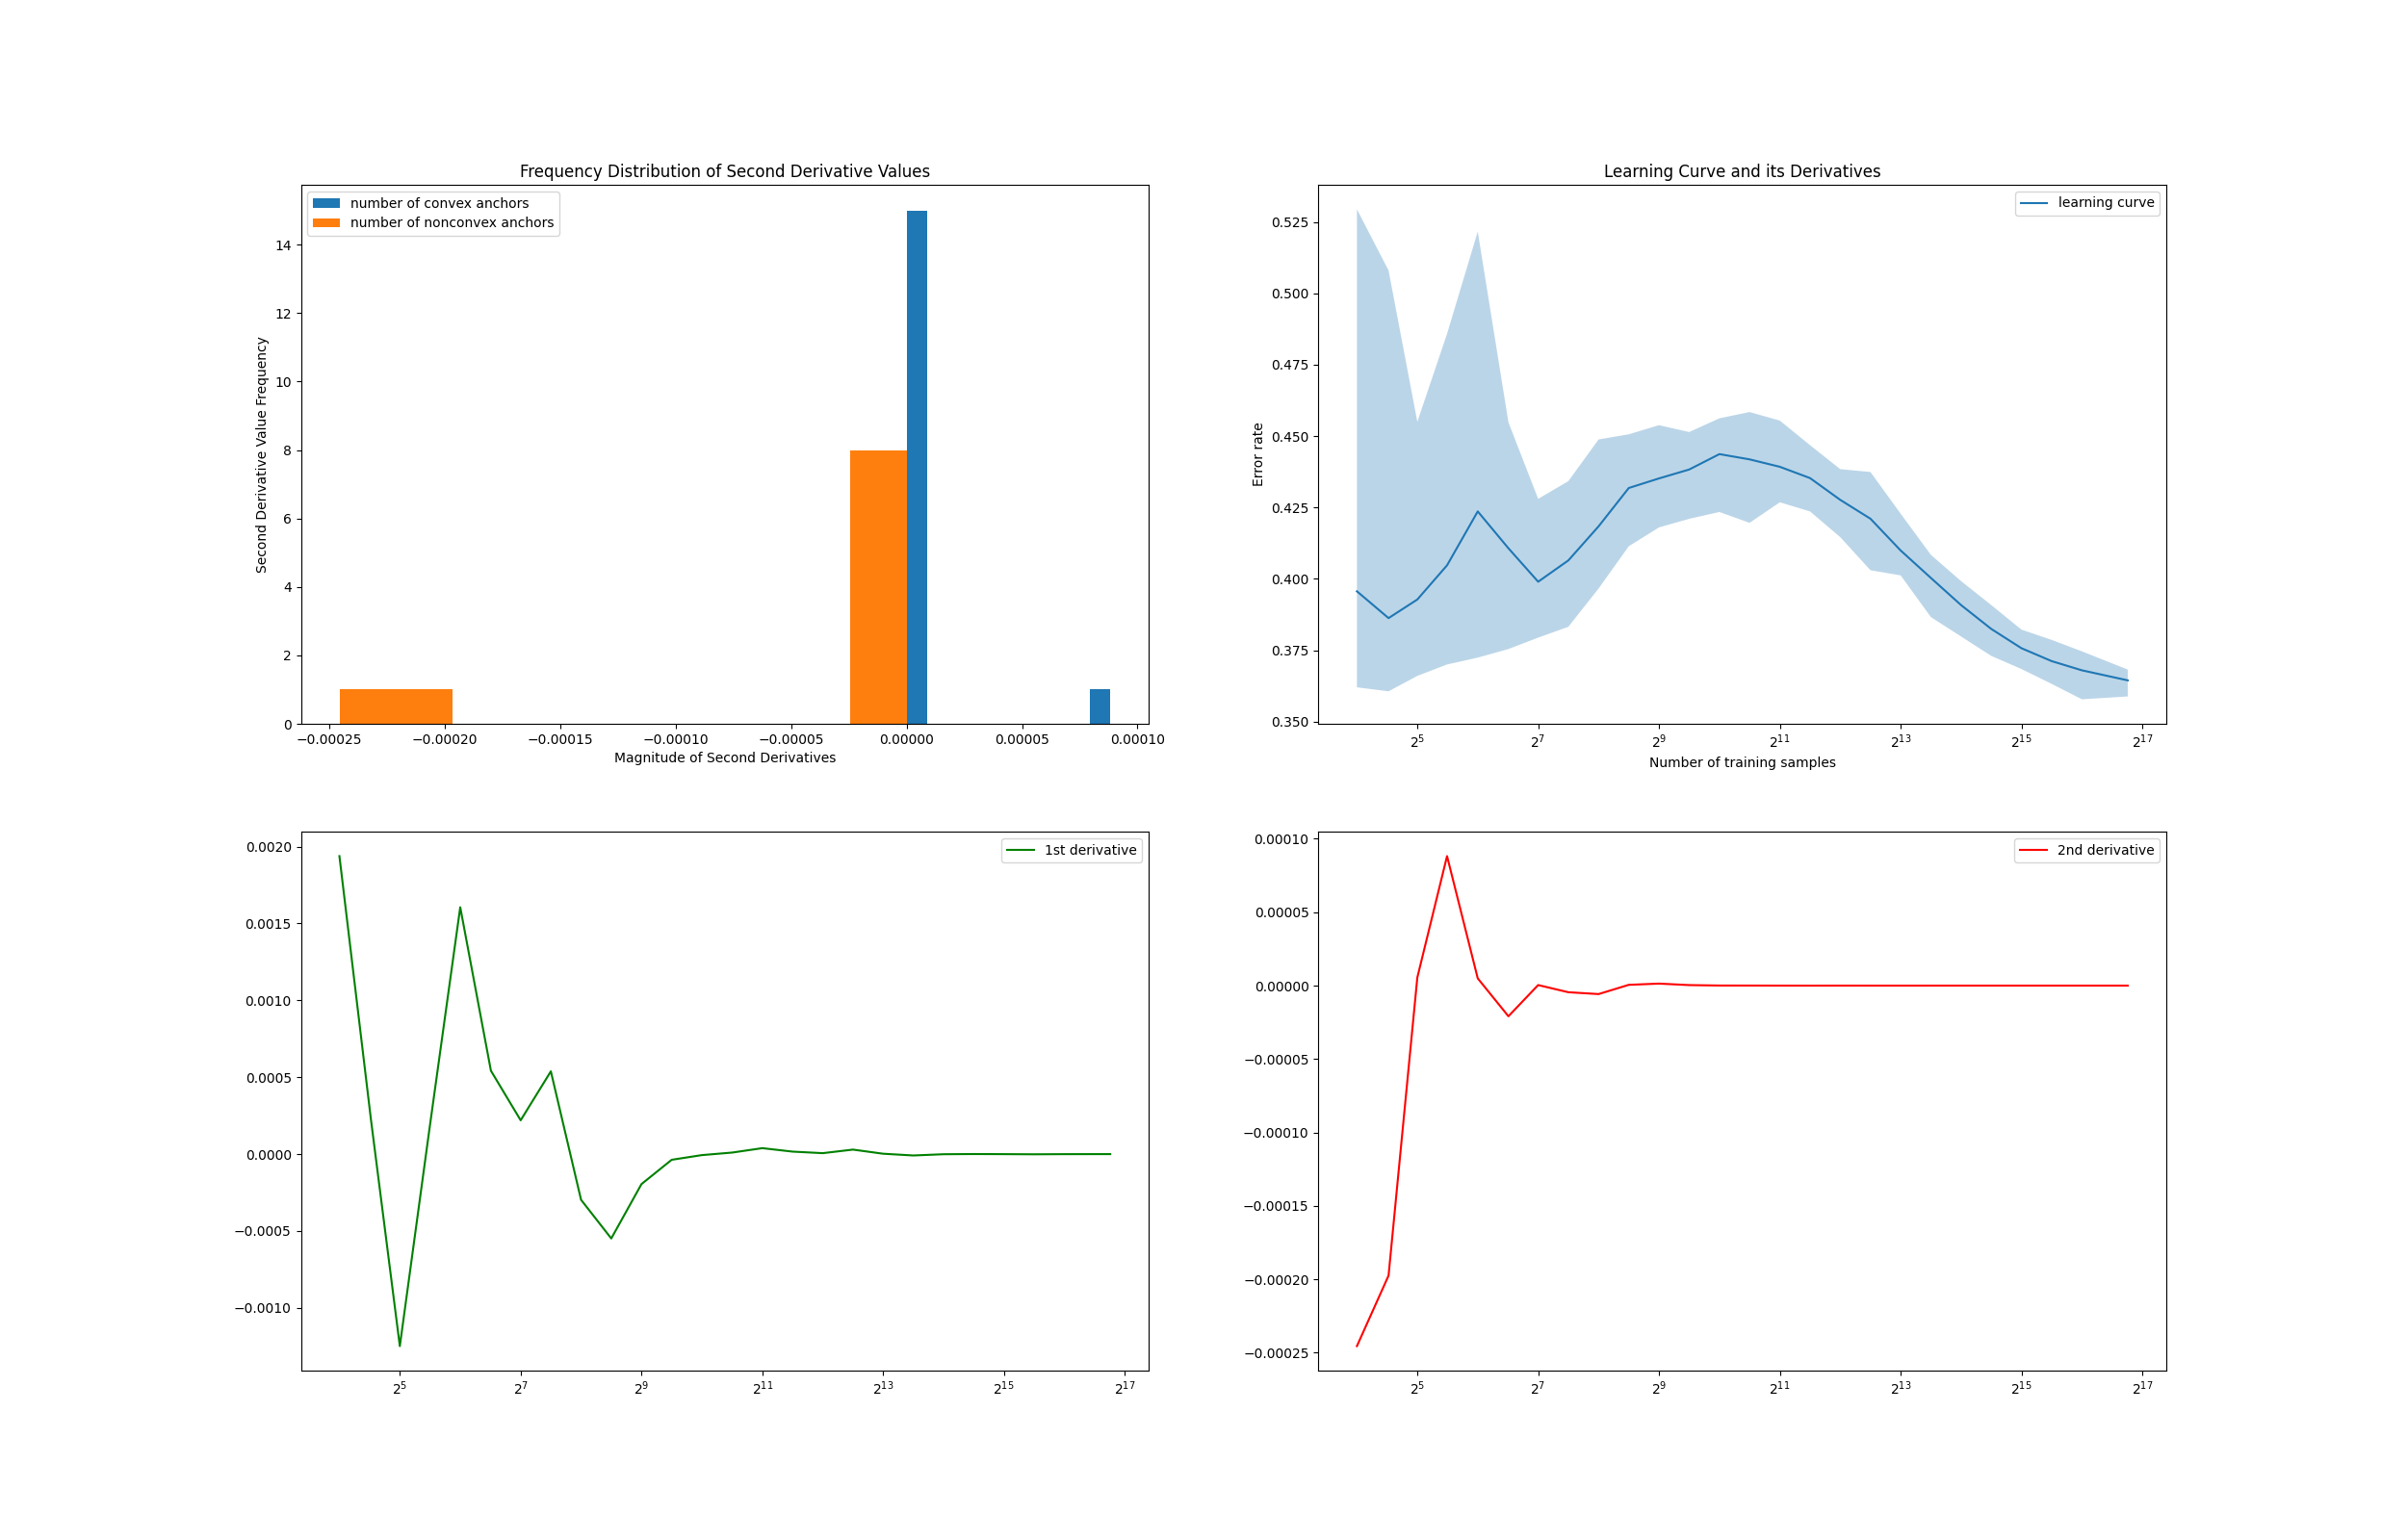 Frequency Distribution of Second Derivative Values
number of convex anchors
number of nonconvex anchors
Second Derivative Value Frequency
14
12
10
8
6
4
2
0
−0.00025 −0.00020 −0.00015 −0.00010 −0.00005 0.00000 0.00005 0.00010
Magnitude of Second Derivatives
Learning Curve and its Derivatives
learning curve
Error rate
0.525
0.500
0.475
0.450
0.425
0.400
0.375
0.350
2^5 2^7 2^9 2^11 2^13 2^15 2^17
Number of training samples
1st derivative
0.0020
0.0015
0.0010
0.0005
0.0000
−0.0005
−0.0010
2^5 2^7 2^9 2^11 2^13 2^15 2^17
2nd derivative
0.00010
0.00005
0.00000
−0.00005
−0.00010
−0.00015
−0.00020
−0.00025
2^5 2^7 2^9 2^11 2^13 2^15 2^17